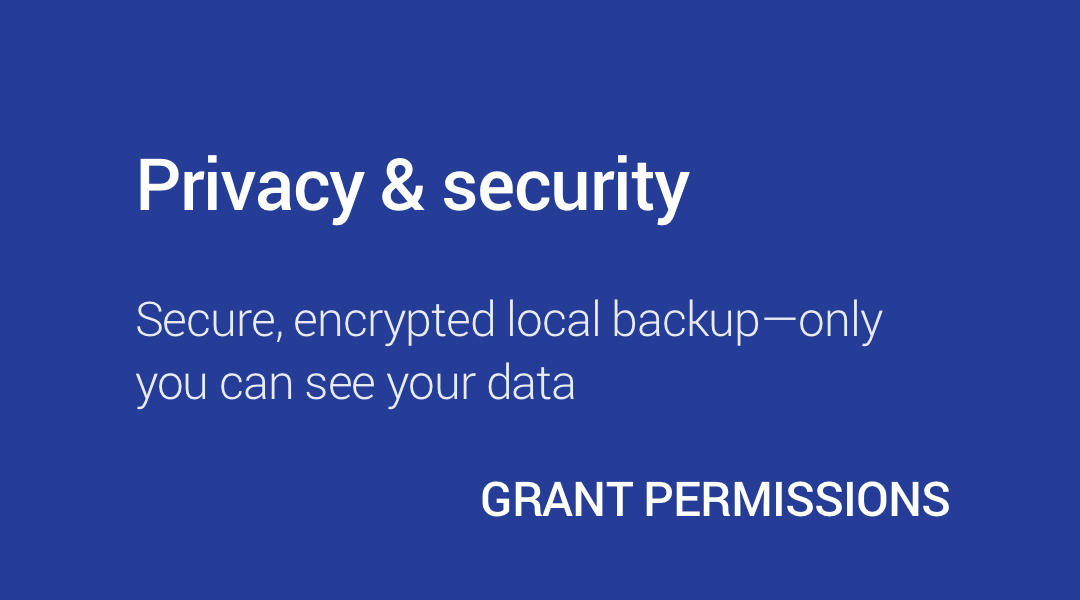 Privacy & security
Secure, encrypted local backup—only
you can see your data
GRANT PERMISSIONS